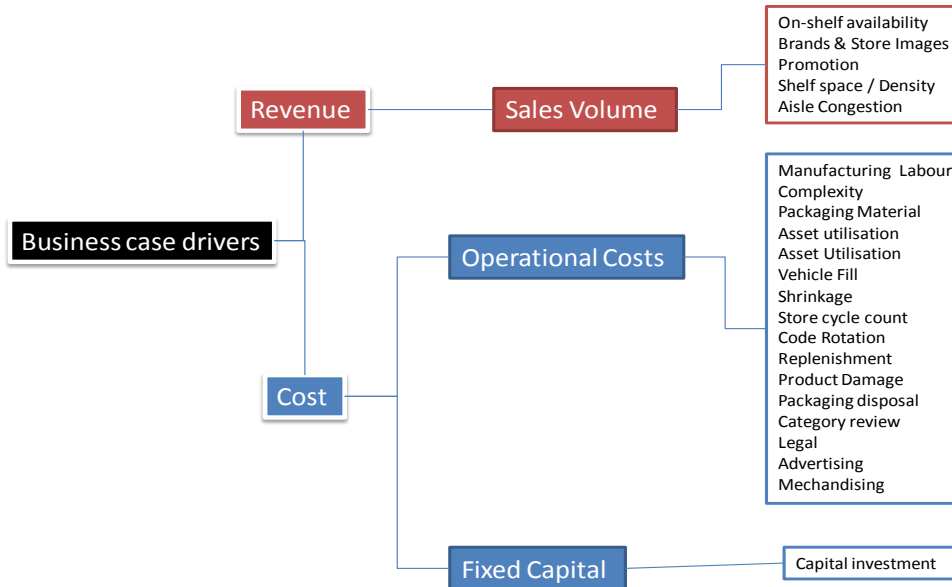 On-shelf availability
Brands & Store Images
Promotion
Shelf space / Density
Aisle Congestion
Revenue
Sales Volume
Business case drivers
Manufacturing Labour
Complexity
Packaging Material
Asset utilisation
Asset Utilisation
Vehicle Fill
Shrinkage
Store cycle count
Code Rotation
Replenishment
Product Damage
Packaging disposal
Category review
Legal
Advertising
Mechandising
Operational Costs
Cost
Fixed Capital
Capital investment